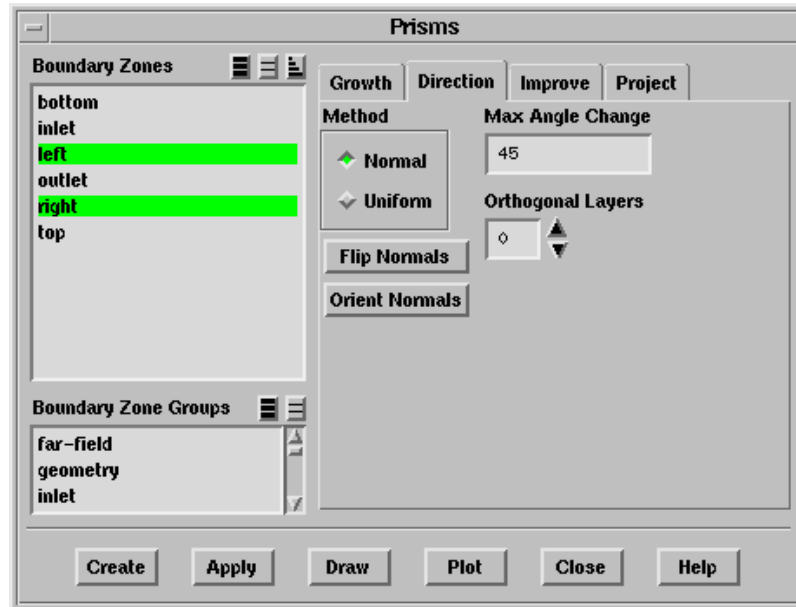 Prisms
Boundary Zones
bottom
inlet
left
outlet
right
top
Boundary Zone Groups
far-field
geometry
inlet
Growth Direction Improve Project
Method
Normal
Uniform
Flip Normals
Orient Normals
Max Angle Change
45
Orthogonal Layers
0
Create Apply Draw Plot Close Help